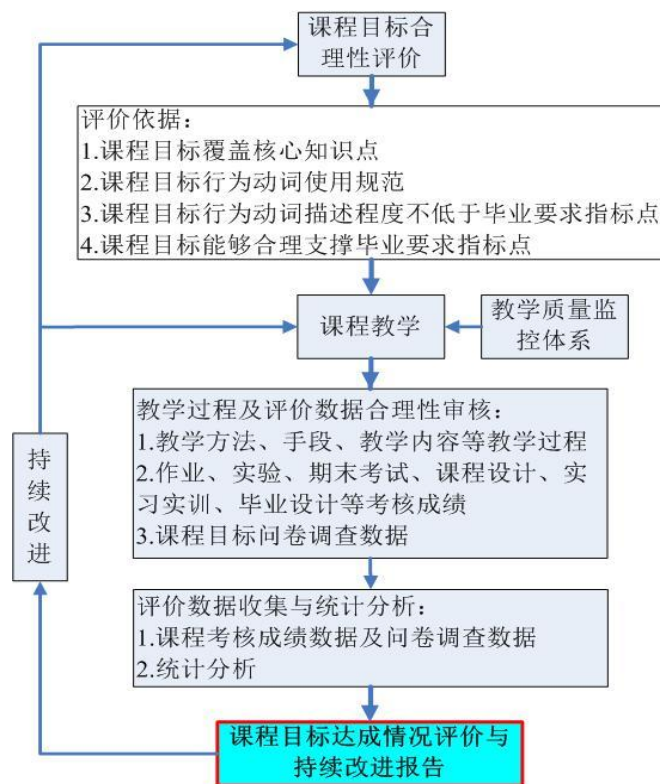 课程目标合
理性评价
评价依据：
1.课程目标覆盖核心知识点
2.课程目标行为动词使用规范
3.课程目标行为动词描述程度不低于毕业要求指标点
4.课程目标能够合理支撑毕业要求指标点
课程教学
教学质量监
控体系
教学过程及评价数据合理性审核：
1.教学方法、手段、教学内容等教学过程
2.作业、实验、期末考试、课程设计、实
习实训、毕业设计等考核成绩
3.课程目标问卷调查数据
持
续
改
进
评价数据收集与统计分析：
1.课程考核成绩数据及问卷调查数据
2.统计分析
课程目标达成情况评价与
持续改进报告